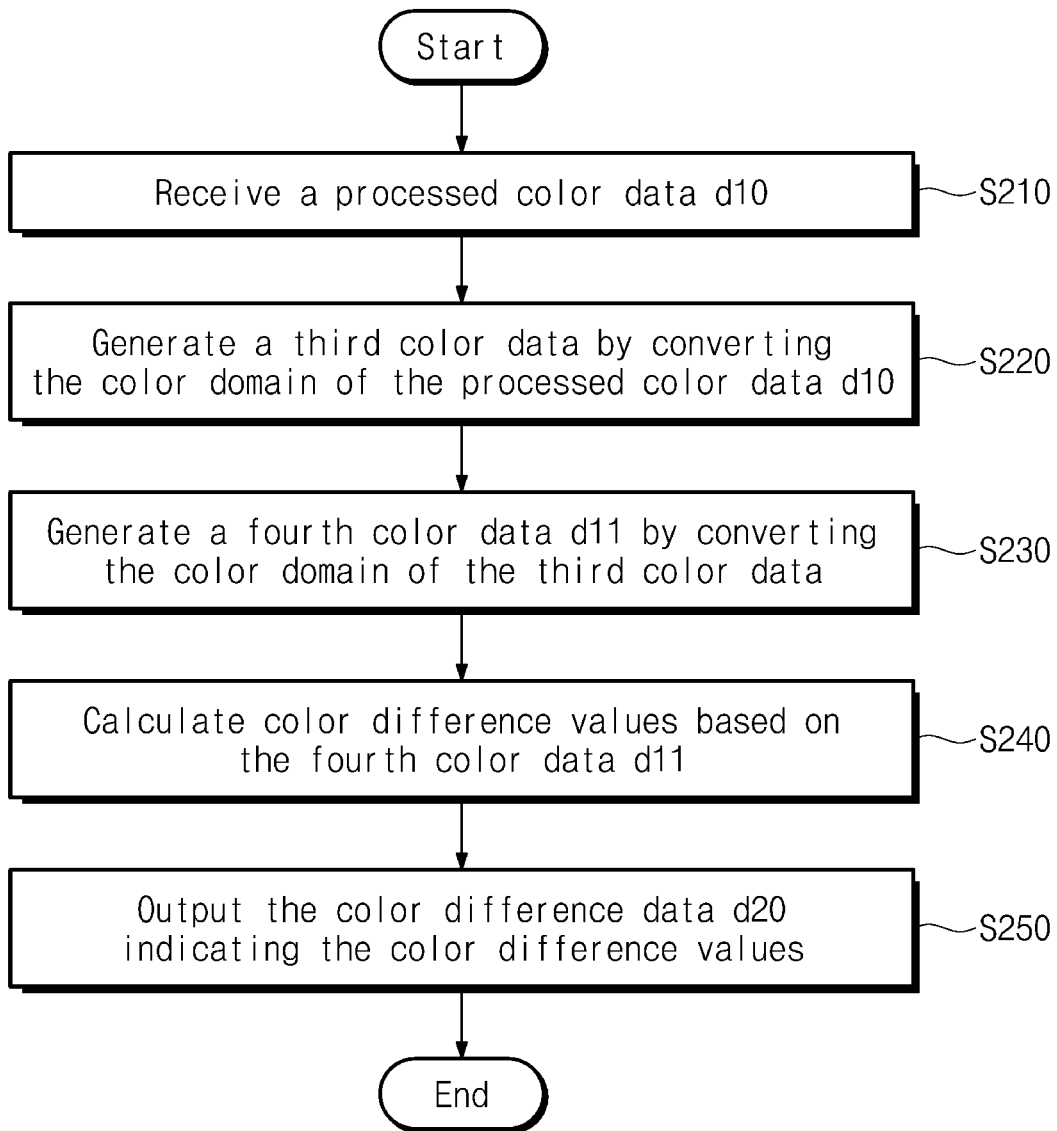 Start
Receive a processed color data d10
S210
Generate a third color data by converting
the color domain of the processed color data d10
S220
Generate a fourth color data d11 by converting
the color domain of the third color data
S230
Calculate color difference values based on
the fourth color data d11
S240
Output the color difference data d20
indicating the color difference values
S250
End